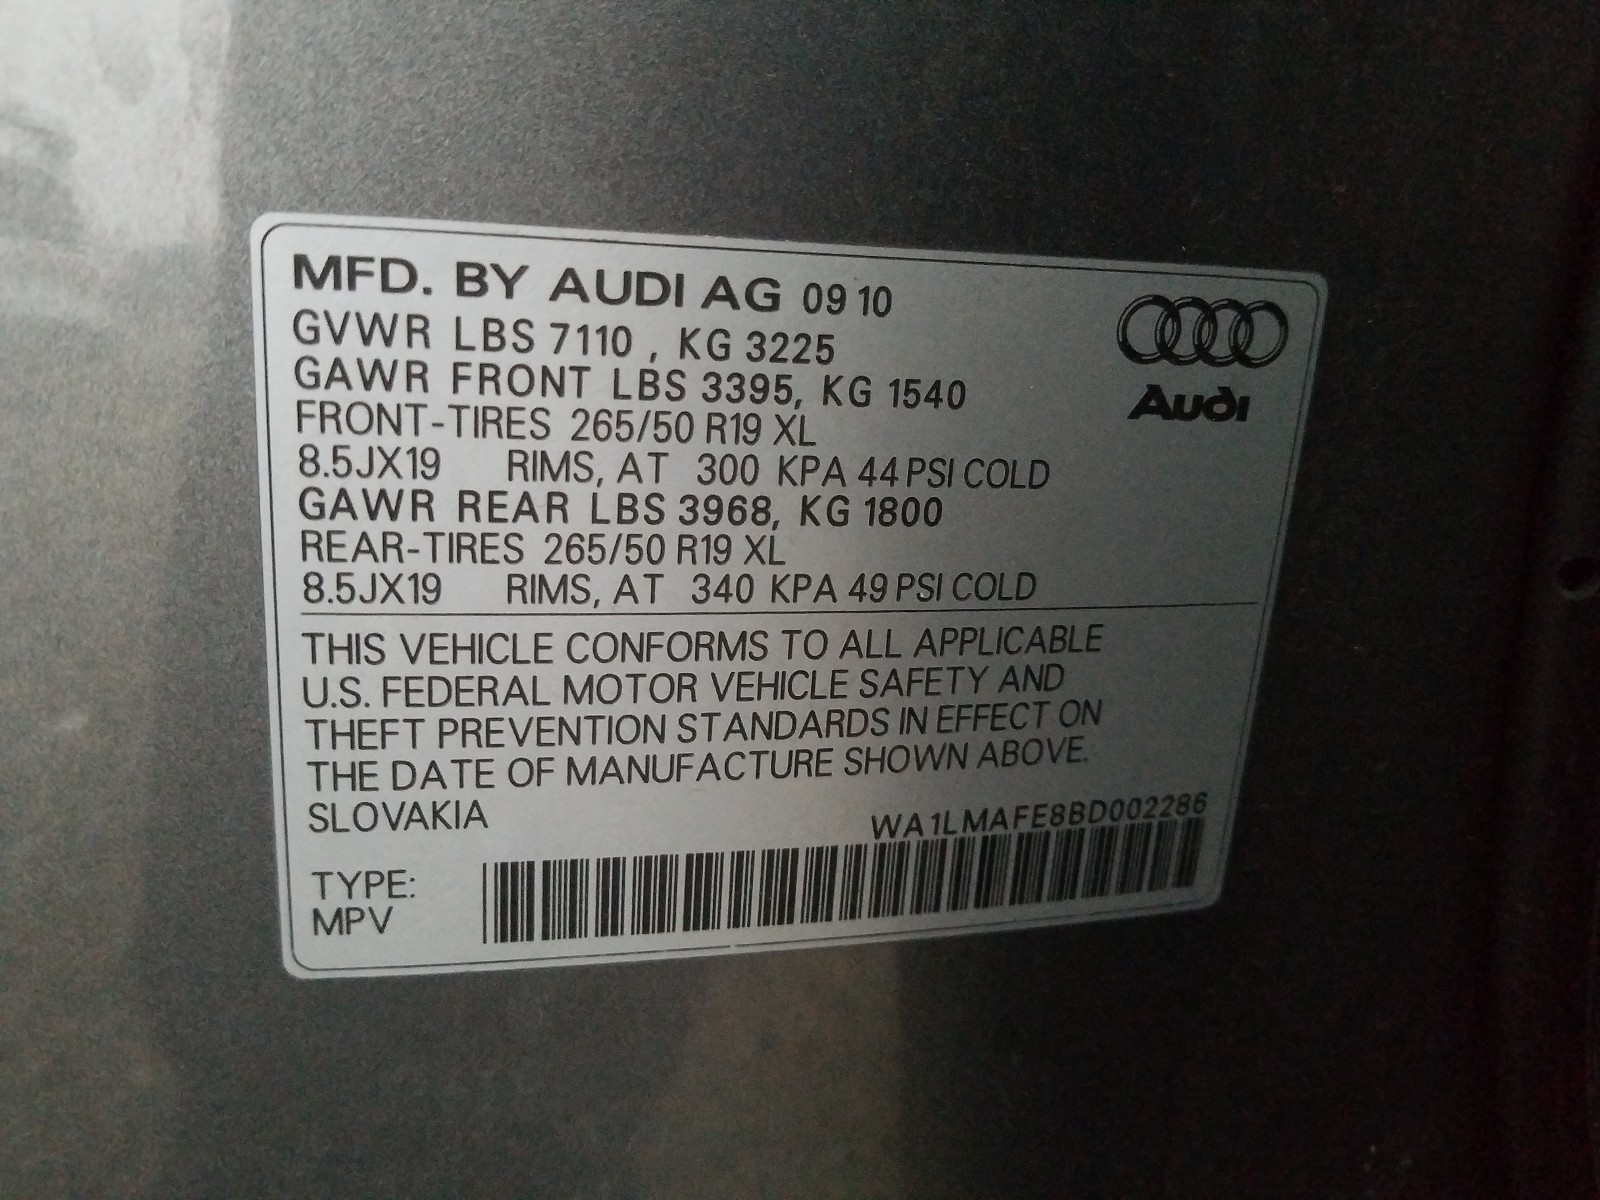 MFD. BY AUDI AG 09 10
GVWR LBS 7110 , KG 3225
GAWR FRONT LBS 3395, KG 1540
FRONT-TIRES 265/50 R19 XL
8.5JX19 RIMS, AT 300 KPA 44 PSI COLD
GAWR REAR LBS 3968, KG 1800
REAR-TIRES 265/50 R19 XL
8.5JX19 RIMS, AT 340 KPA 49 PSI COLD
Audi
THIS VEHICLE CONFORMS TO ALL APPLICABLE
U.S. FEDERAL MOTOR VEHICLE SAFETY AND
THEFT PREVENTION STANDARDS IN EFFECT ON
THE DATE OF MANUFACTURE SHOWN ABOVE.
SLOVAKIA
WA1LMAFE8BD002286
TYPE:
MPV